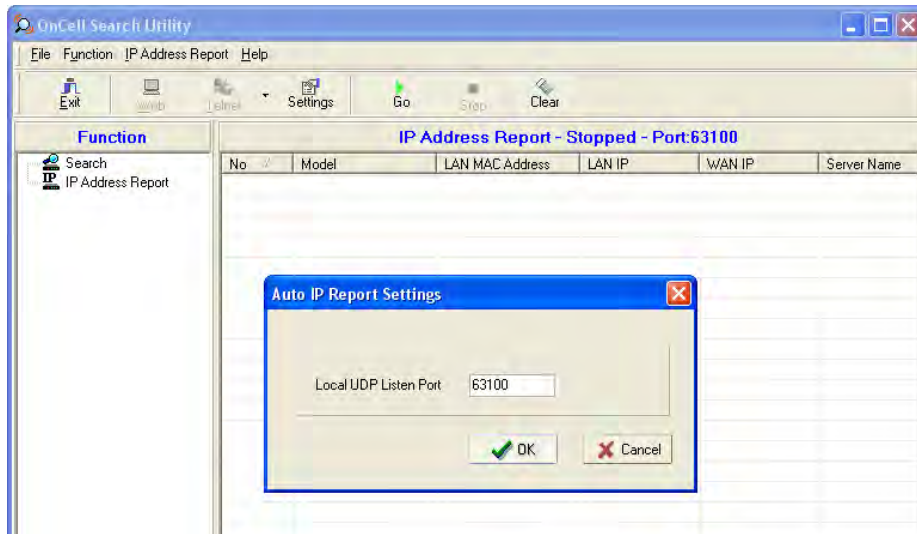 OnCell Search Utility
File Function IP Address Report Help
Exit Web Telnet Settings Go Stop Clear
Function
IP Address Report - Stopped - Port:63100
Search
IP Address Report
No Model LAN MAC Address LAN IP WAN IP Server Name
Auto IP Report Settings
Local UDP Listen Port 63100
OK Cancel